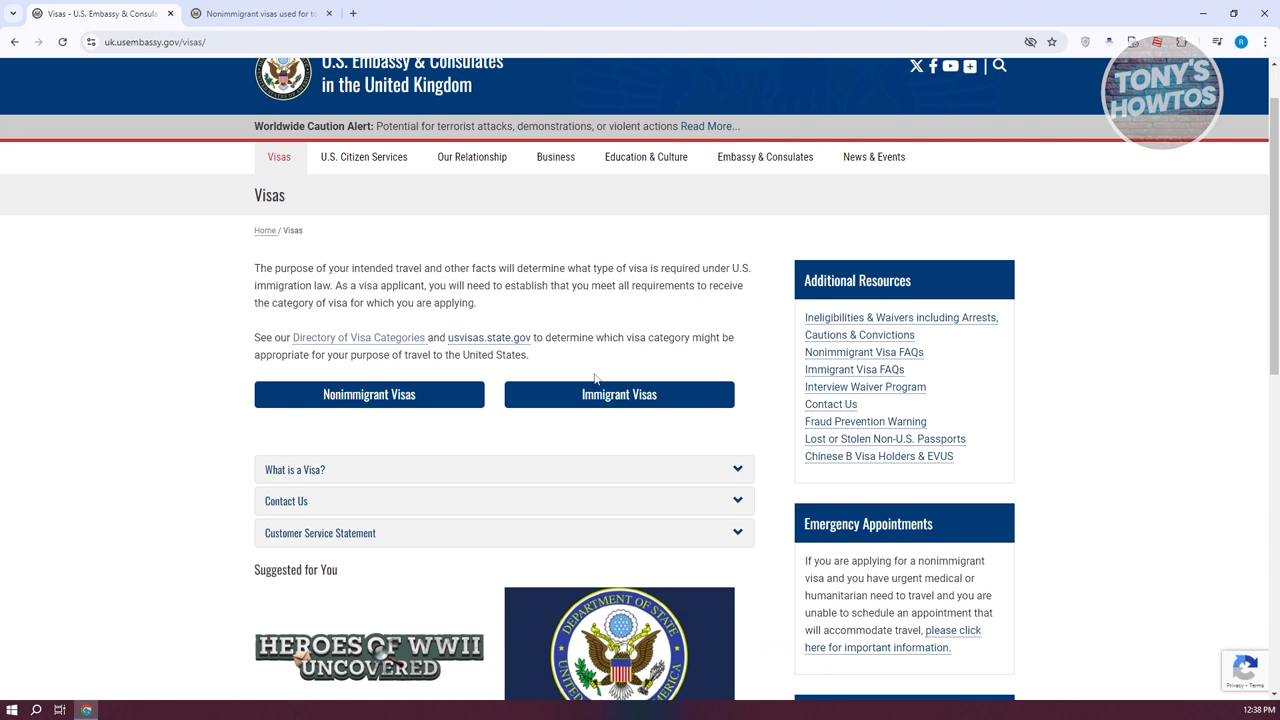 Visas - U.S. Embassy & Consula
Nonimmigrant visas used for to
uk.usembassy.gov/visas/
R
U.S. Embassy & Consulates
in the United Kingdom
TONY'S
HOWTOS
Worldwide Caution Alert: Potential for terrorist attacks, demonstrations, or violent actions Read More...
Visas
U.S. Citizen Services
Our Relationship
Business
Education & Culture
Embassy & Consulates
News & Events
Visas
Home / Visas
The purpose of your intended travel and other facts will determine what type of visa is required under U.S.
immigration law. As a visa applicant, you will need to establish that you meet all requirements to receive
the category of visa for which you are applying.
See our Directory of Visa Categories and usvisas.state.gov to determine which visa category might be
appropriate for your purpose of travel to the United States.
Nonimmigrant Visas
Immigrant Visas
What is a Visa?
Contact Us
Customer Service Statement
Suggested for You
HEROES OF WWII
UNCOVERED
DEPARTMENT OF STATE
Additional Resources
Ineligibilities & Waivers including Arrests,
Cautions & Convictions
Nonimmigrant Visa FAQs
Immigrant Visa FAQs
Interview Waiver Program
Contact Us
Fraud Prevention Warning
Lost or Stolen Non-U.S. Passports
Chinese B Visa Holders & EVUS
Emergency Appointments
If you are applying for a nonimmigrant
visa and you have urgent medical or
humanitarian need to travel and you are
unable to schedule an appointment that
will accommodate travel, please click
here for important information.
Privacy - Terms
12:38 PM